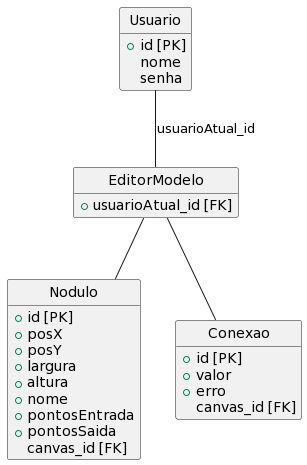 Usuario
id [PK]
nome
senha
usuarioAtual_id
EditorModelo
usuarioAtual_id [FK]
Nodulo
id [PK]
posX
posY
largura
altura
nome
pontosEntrada
pontosSaida
canvas_id [FK]
Conexao
id [PK]
valor
erro
canvas_id [FK]